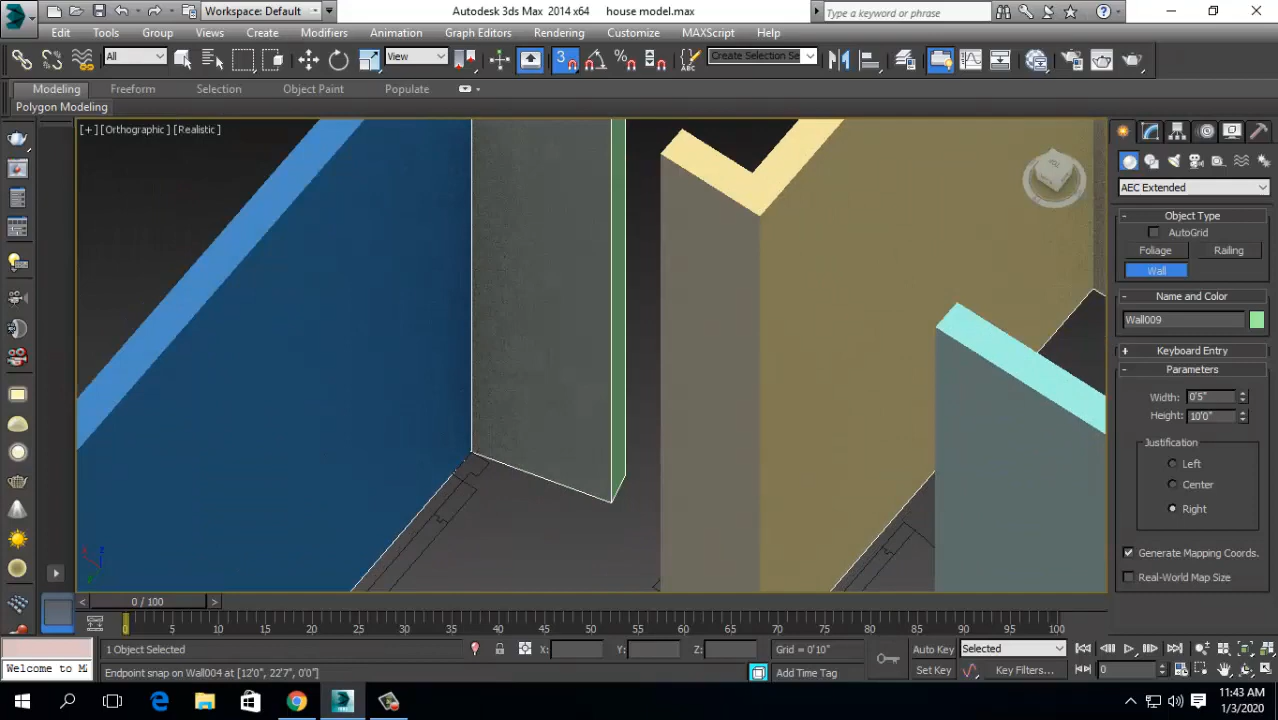 Workspace: Default
Autodesk 3ds Max 2014 x64
house model.max
Type a keyword or phrase
Edit Tools Group Views Create Modifiers Animation Graph Editors Rendering Customize MAXScript Help
All
View
3
Create Selection Se
Modeling Freeform Selection Object Paint Populate
Polygon Modeling
[+] [Orthographic] [Realistic]
AEC Extended
Object Type
AutoGrid
Foliage Railing
Wall
Name and Color
Wall009
Keyboard Entry
Parameters
Width: 0'5"
Height: 10'0"
Justification
Left
Center
Right
Generate Mapping Coords.
Real-World Map Size
0 / 100
0 5 10 15 20 25 30 35 40 45 50 55 60 65 70 75 80 85 90 95 100
1 Object Selected
X: Y: Z:
Grid = 0'10"
Auto Key
Selected
Welcome to M
Endpoint snap on Wall004 at [12'0", 22'7", 0'0"]
Add Time Tag
Set Key
Key Filters...
0
11:43 AM
1/3/2020